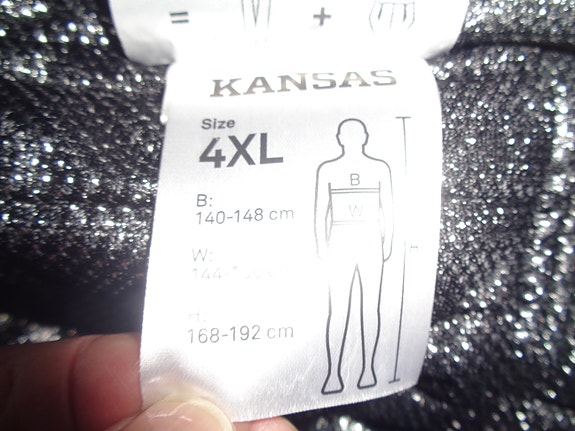 = +
KANSAS
Size
4XL
B:
140-148 cm
B
W:
W
H:
168-192 cm
H